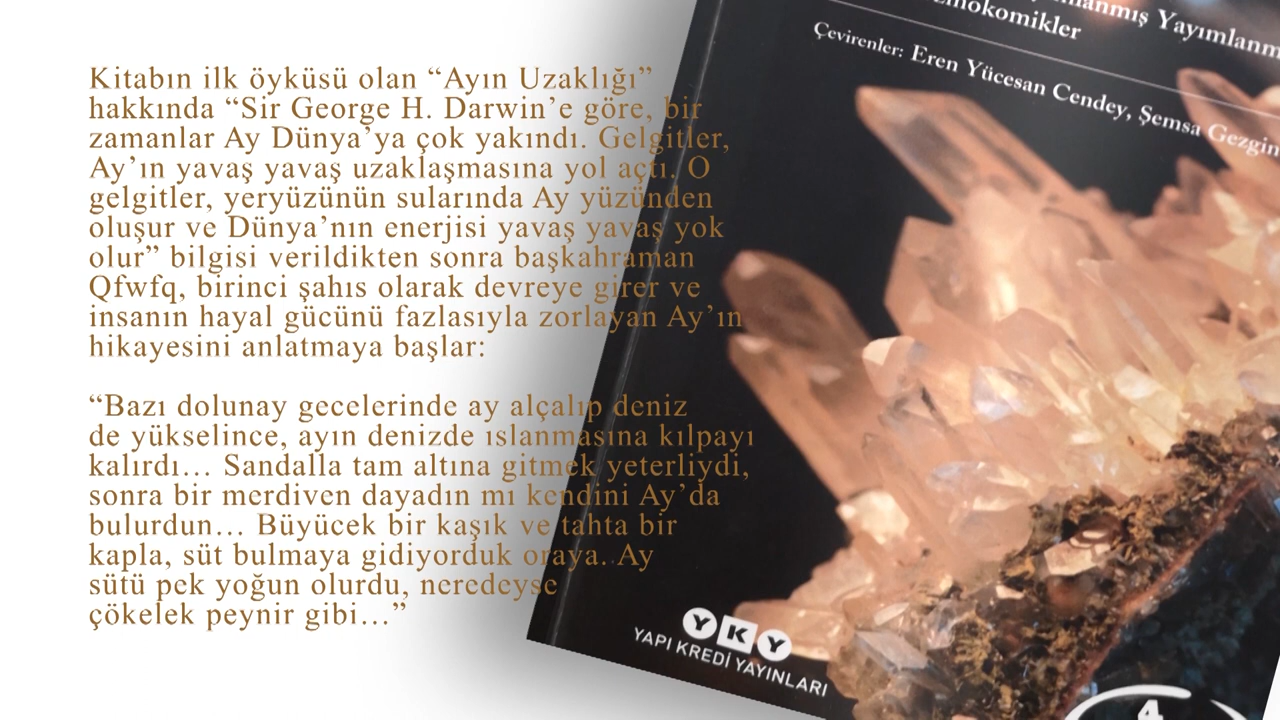 Kitabın ilk öyküsü olan “Ayın Uzaklığı”
hakkında “Sir George H. Darwin’e göre, bir
zamanlar Ay Dünya’ya çok yakındı. Gelgitler,
Ay’ın yavaş yavaş uzaklaşmasına yol açtı. O
gelgitler, yeryüzünün sularında Ay yüzünden
oluşur ve Dünya’nın enerjisi yavaş yavaş yok
olur” bilgisi verildikten sonra başkahraman
Qfwfq, birinci şahıs olarak devreye girer ve
insanın hayal gücünü fazlasıyla zorlayan Ay’ın
hikayesini anlatmaya başlar:
“Bazı dolunay gecelerinde ay alçalıp deniz
de yükselince, ayın denizde ıslanmasına kılpayı
kalırdı… Sandalla tam altına gitmek yeterliydi,
sonra bir merdiven dayadın mı kendini Ay’da
bulurdun… Büyücek bir kaşık ve tahta bir
kapla, süt bulmaya gidiyorduk oraya. Ay
sütü pek yoğun olurdu, neredeyse
çökelek peynir gibi…”
Çevirenler: Eren Yücesan Cendey, Şemsa Gezgin
YKY
YAPI KREDİ YAYINLARI
4